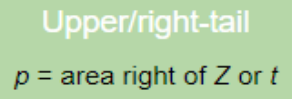 Upper/right-tail
p = area right of Z or t